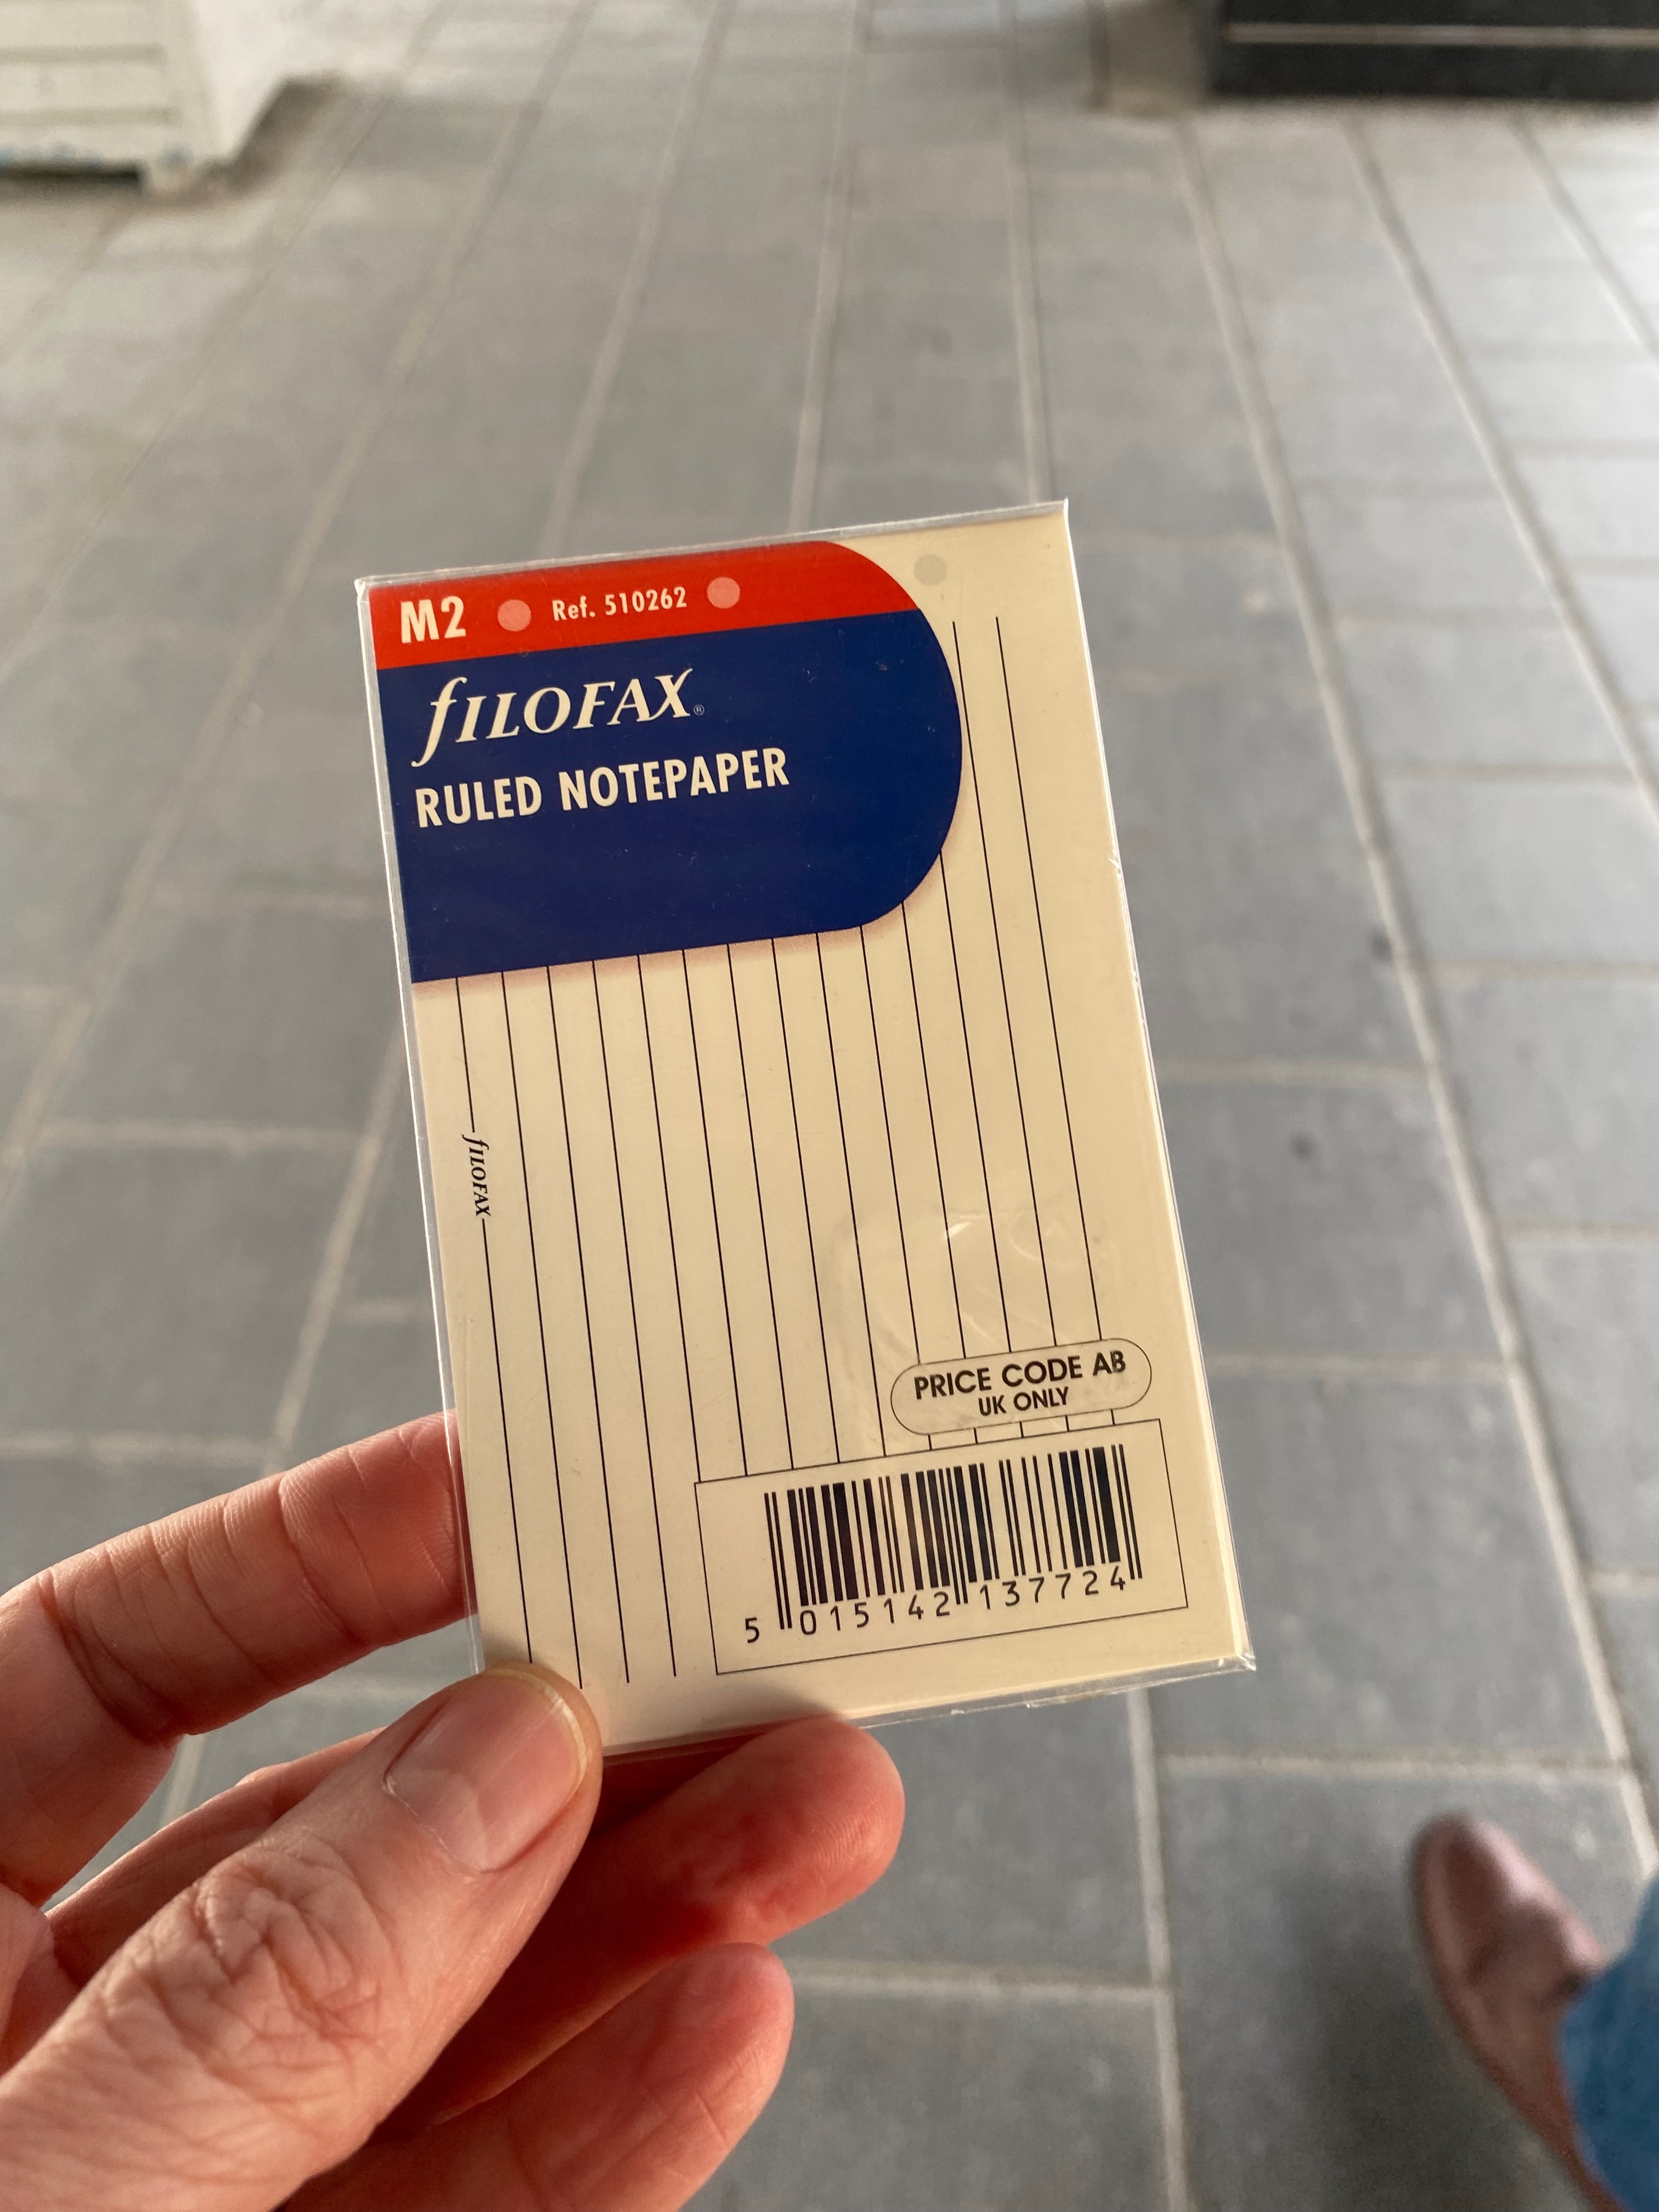 M2 Ref. 510262
fILOFAX®
RULED NOTEPAPER
fILOFAX
PRICE CODE AB
UK ONLY
5 015142 137724